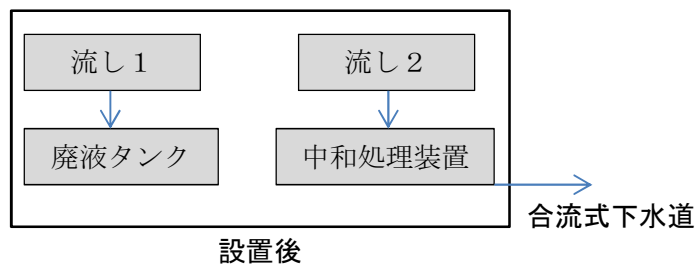 流し１
流し２
廃液タンク
中和処理装置
合流式下水道
設置後